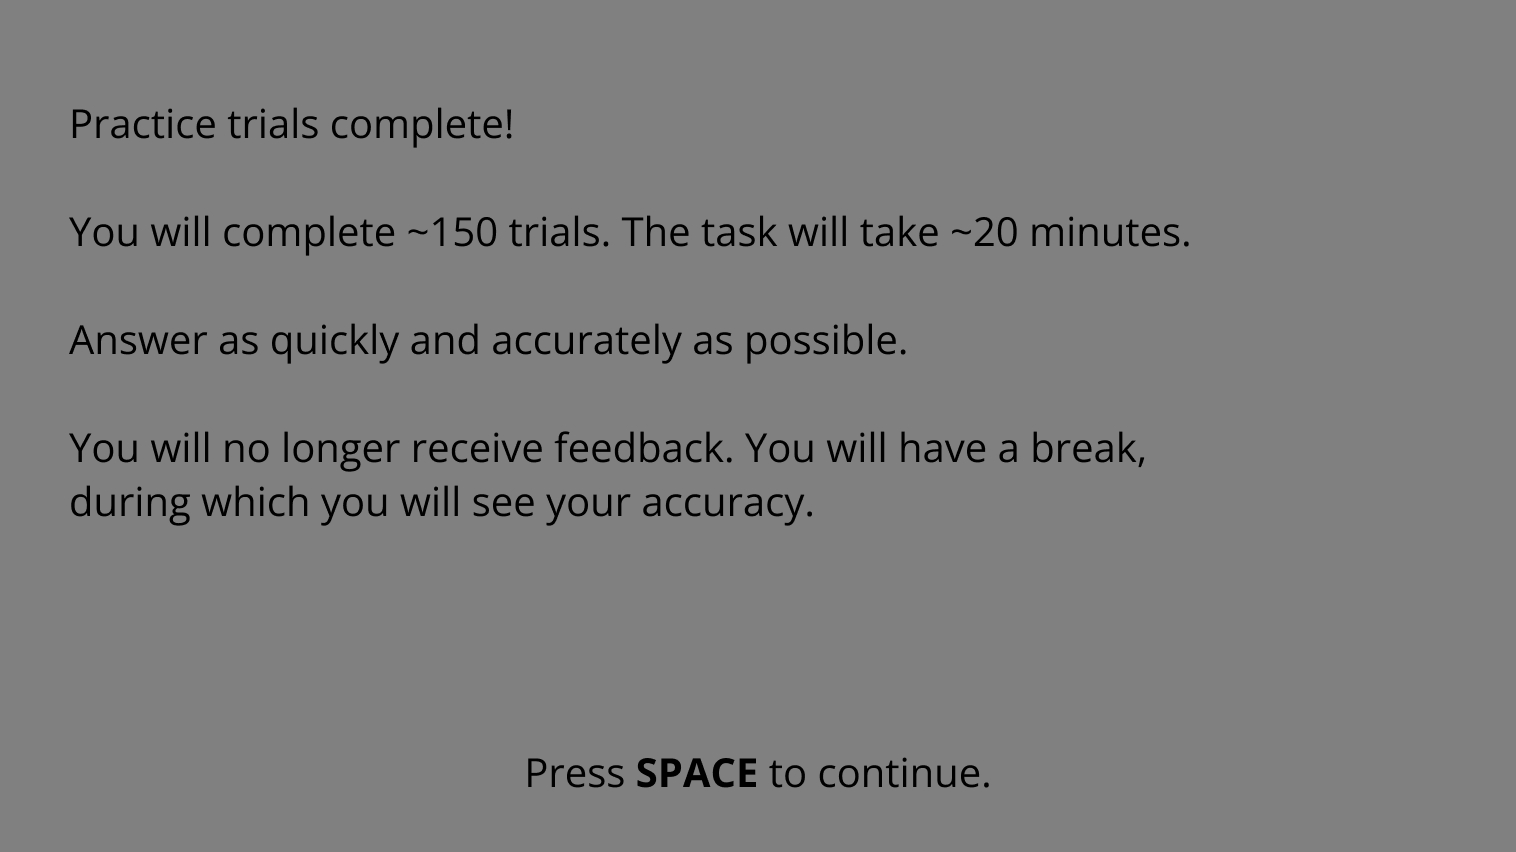 Practice trials complete!
You will complete ~150 trials. The task will take ~20 minutes.
Answer as quickly and accurately as possible.
You will no longer receive feedback. You will have a break,
during which you will see your accuracy.
Press SPACE to continue.